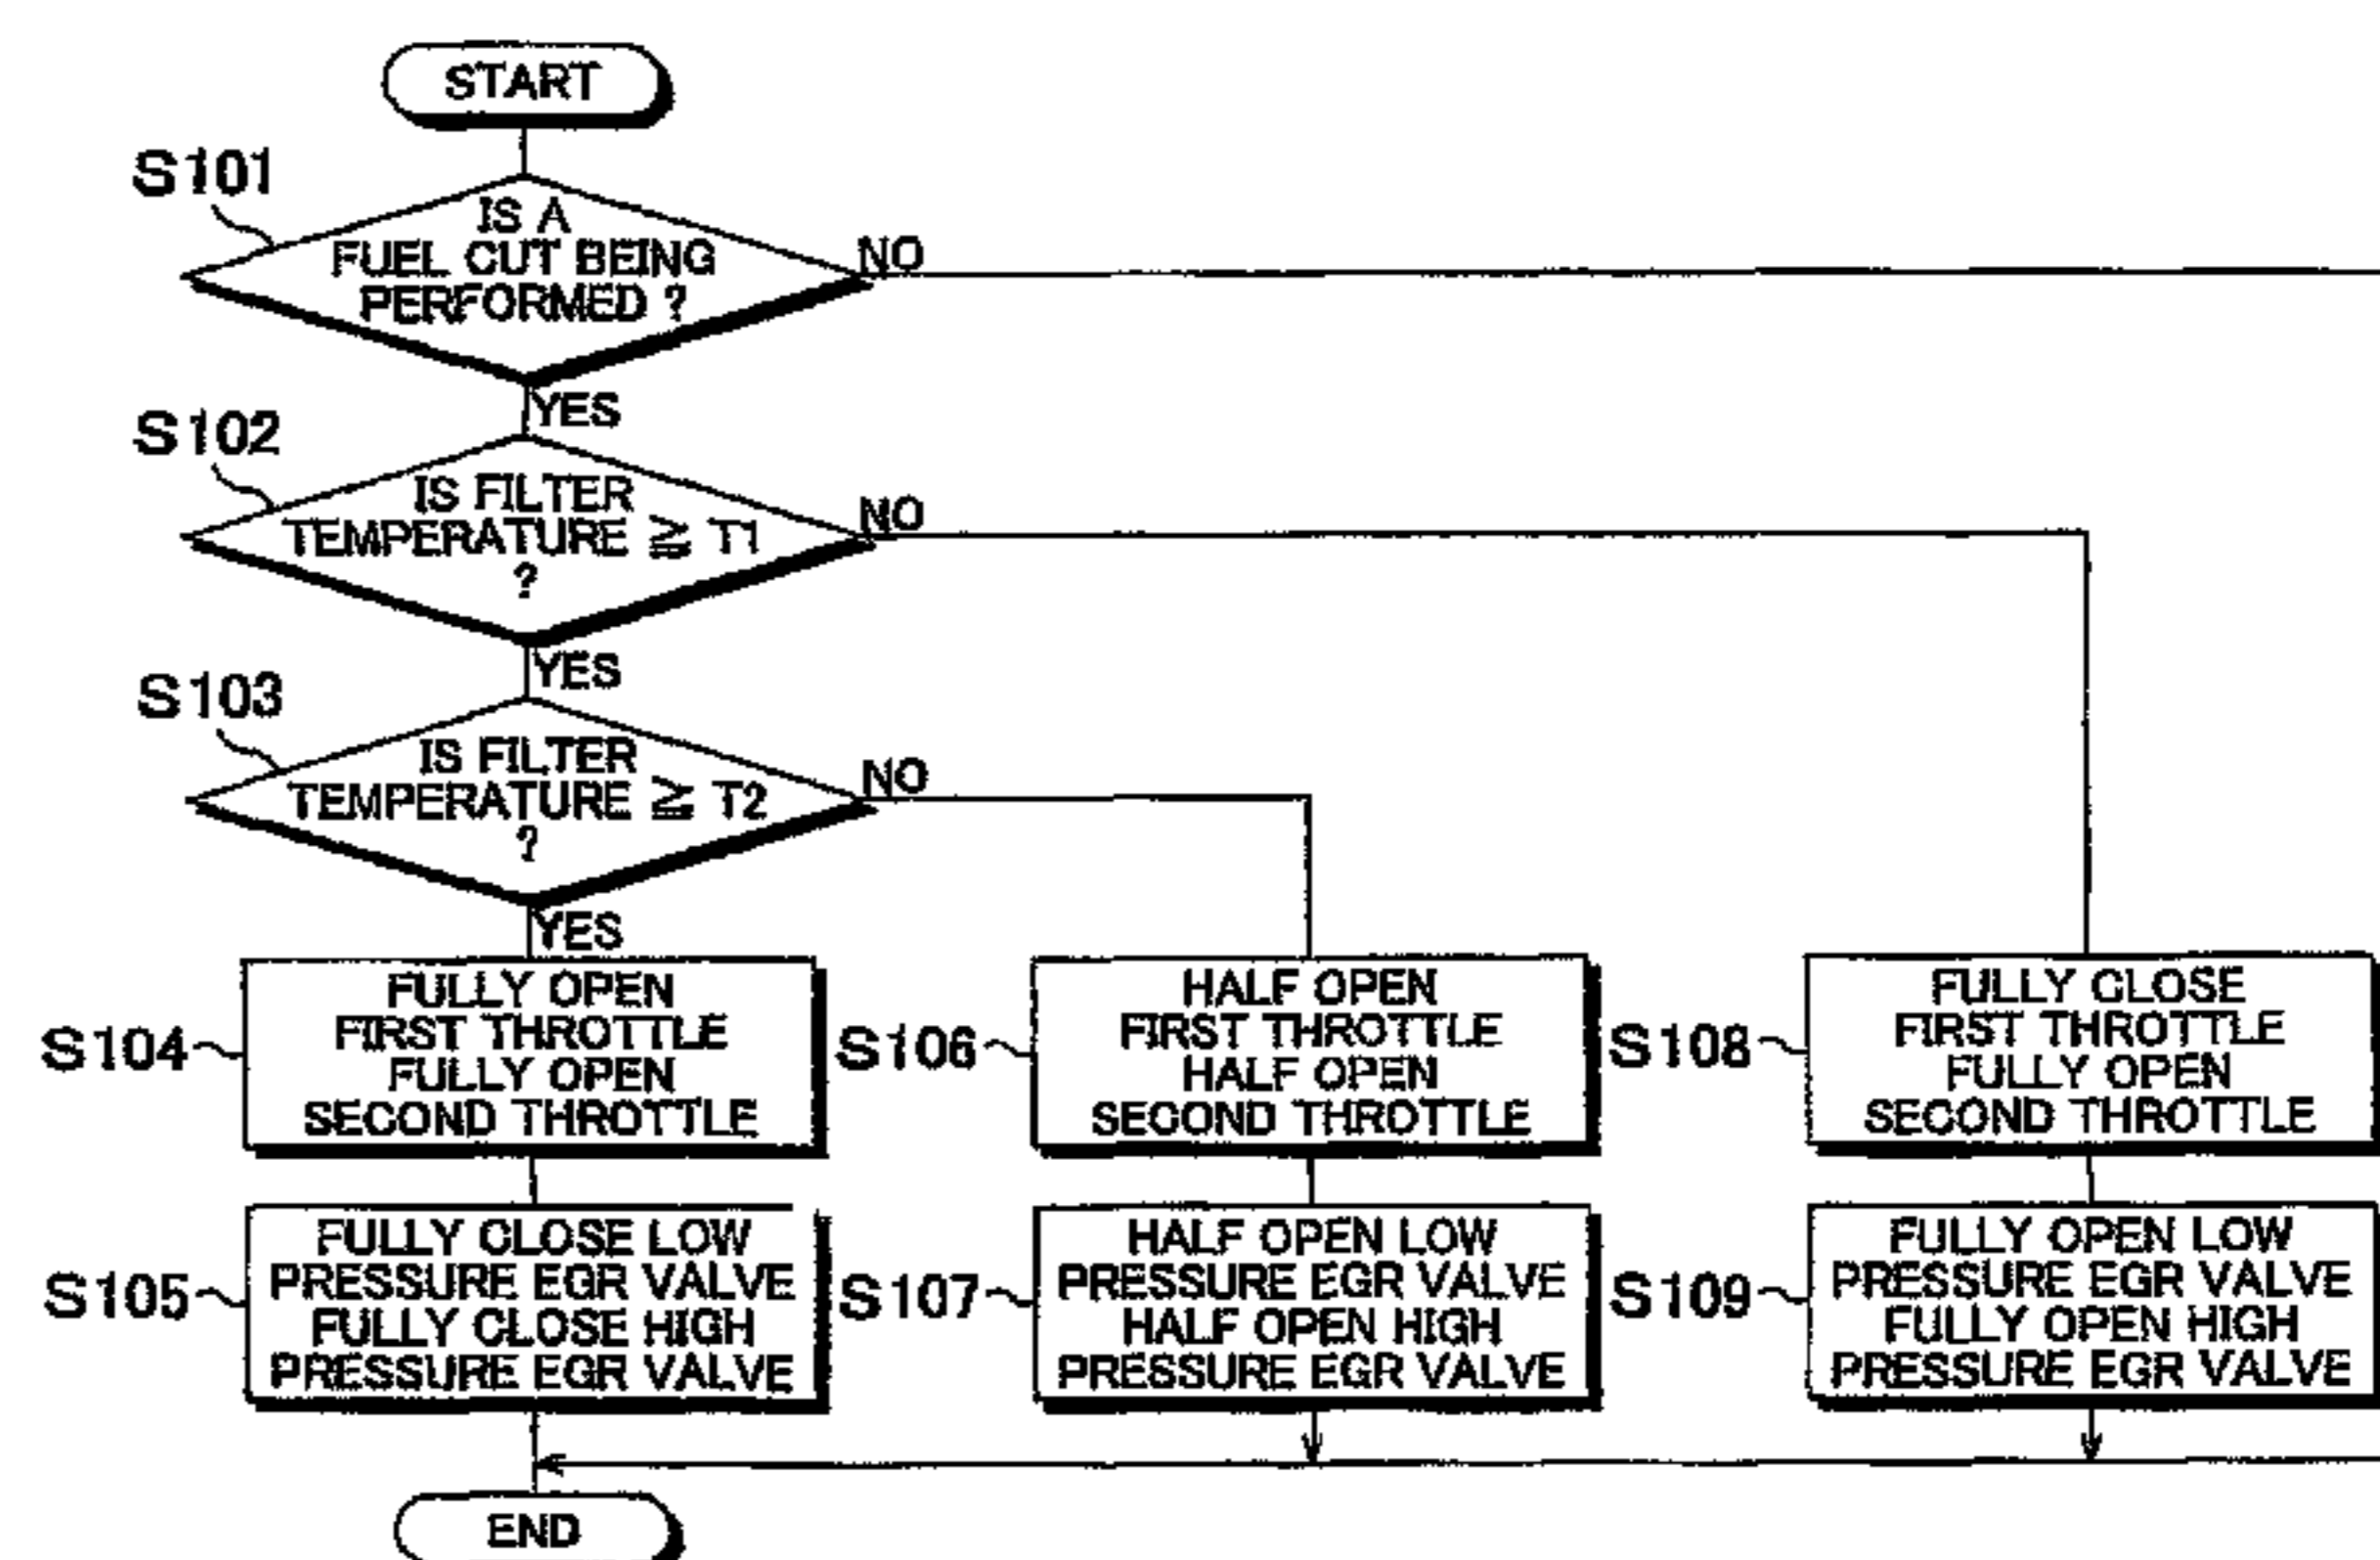 START
S101
IS A
FUEL CUT BEING
PERFORMED ?
NO
YES
S102
IS FILTER
TEMPERATURE ≧ T1
?
NO
YES
S103
IS FILTER
TEMPERATURE ≧ T2
?
NO
YES
S104
FULLY OPEN
FIRST THROTTLE
FULLY OPEN
SECOND THROTTLE
S106
HALF OPEN
FIRST THROTTLE
HALF OPEN
SECOND THROTTLE
S108
FULLY CLOSE
FIRST THROTTLE
FULLY OPEN
SECOND THROTTLE
S105
FULLY CLOSE LOW
PRESSURE EGR VALVE
FULLY CLOSE HIGH
PRESSURE EGR VALVE
S107
HALF OPEN LOW
PRESSURE EGR VALVE
HALF OPEN HIGH
PRESSURE EGR VALVE
S109
FULLY OPEN LOW
PRESSURE EGR VALVE
FULLY OPEN HIGH
PRESSURE EGR VALVE
END